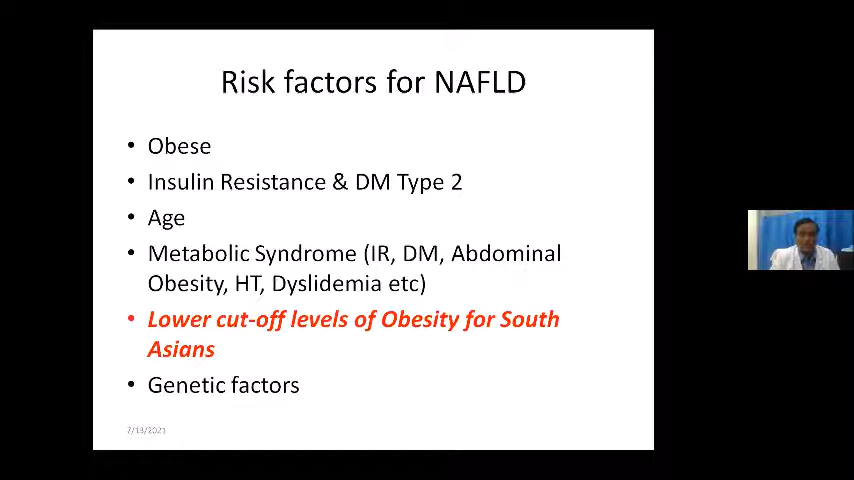 Risk factors for NAFLD
• Obese
• Insulin Resistance & DM Type 2
• Age
• Metabolic Syndrome (IR, DM, Abdominal
Obesity, HT, Dyslidemia etc)
• Lower cut-off levels of Obesity for South
Asians
• Genetic factors
7/13/2021